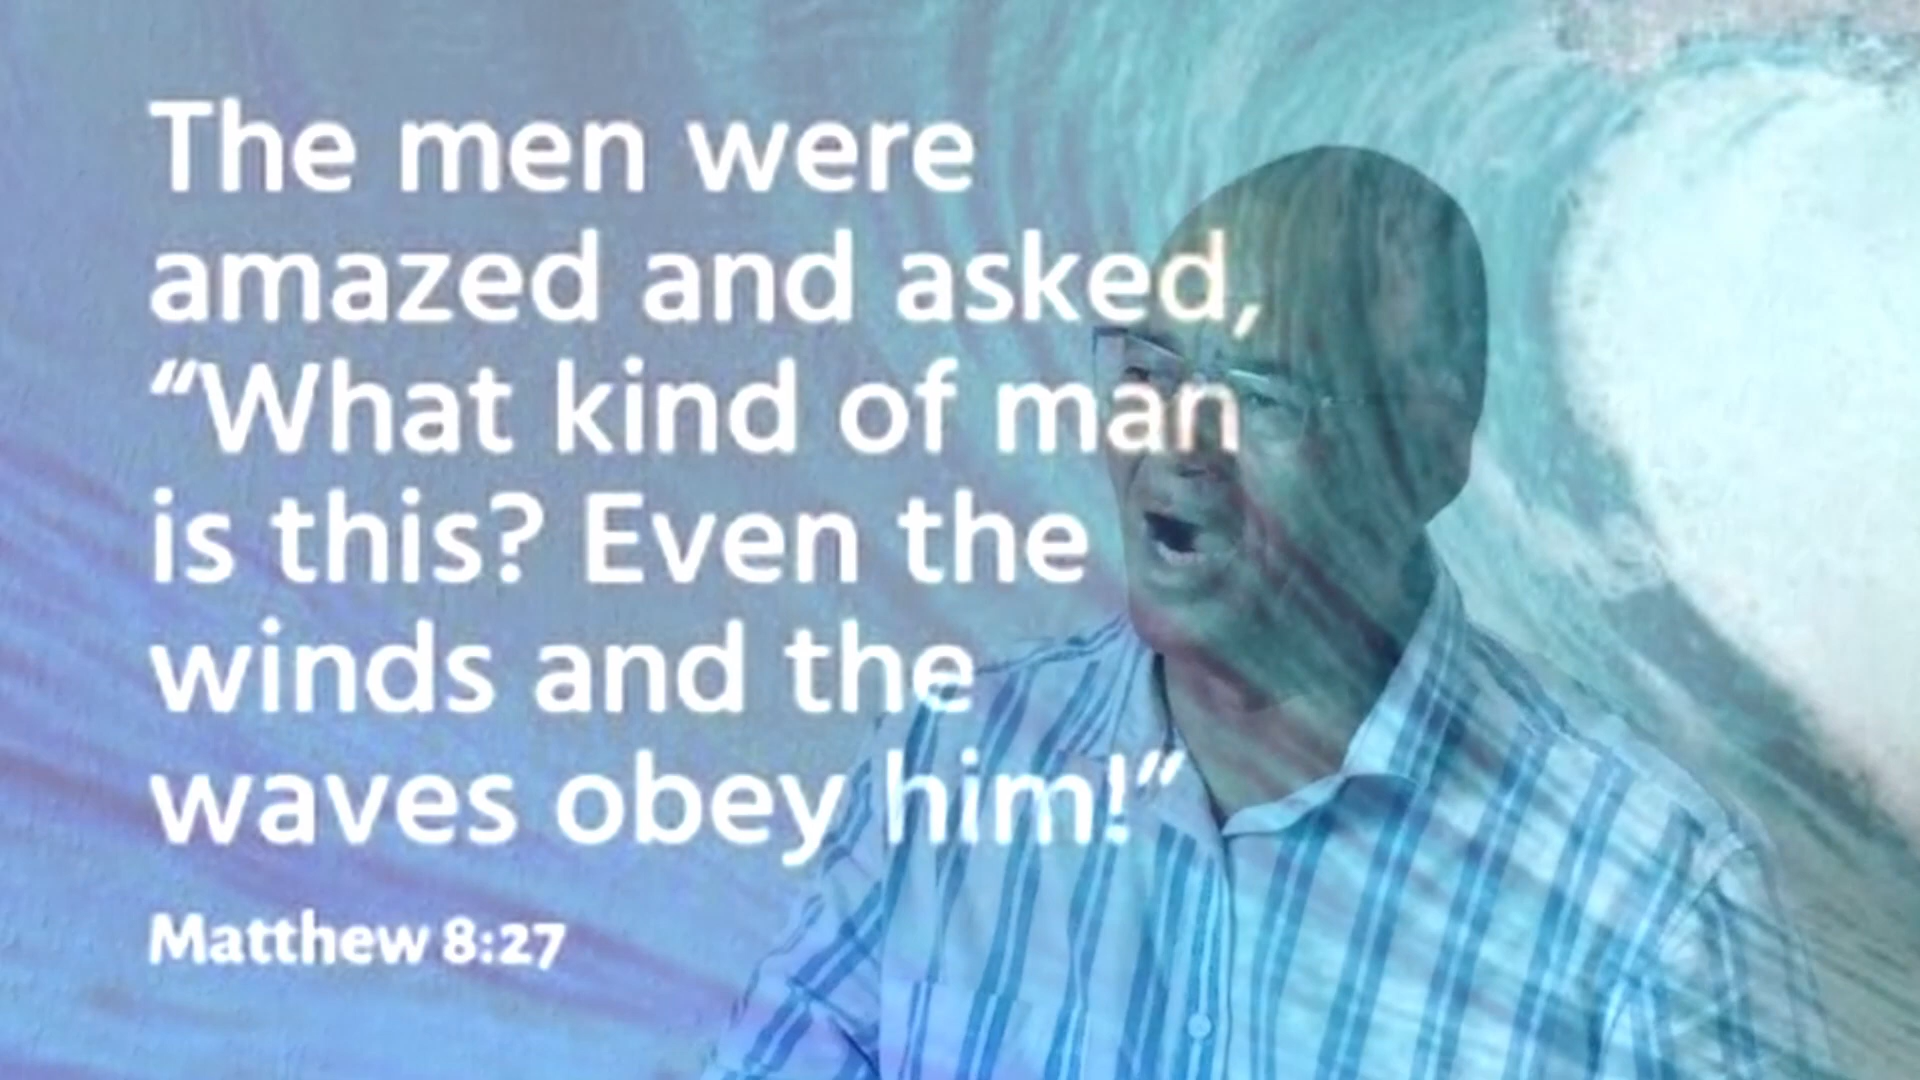 The men were
amazed and asked,
“What kind of man
is this? Even the
winds and the
waves obey him!”
Matthew 8:27